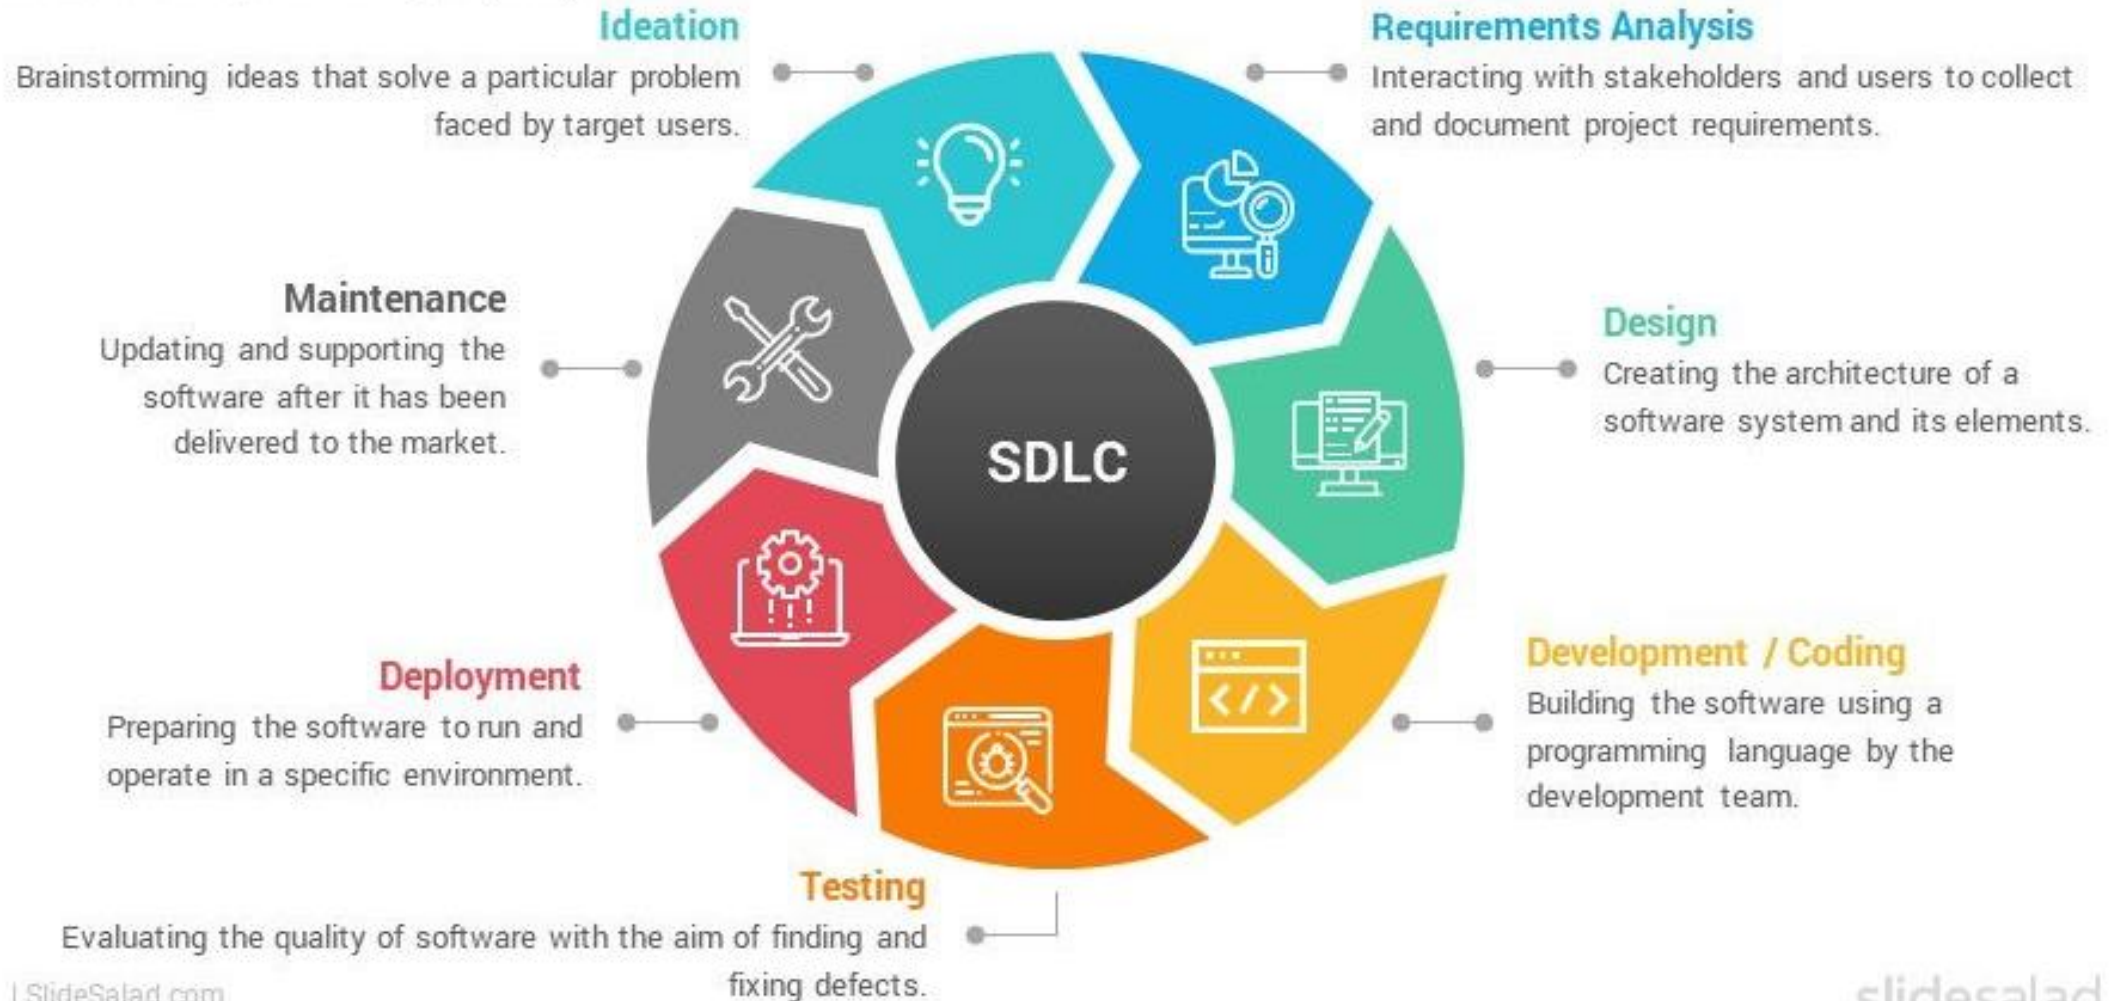 Ideation
Brainstorming ideas that solve a particular problem
faced by target users.
Requirements Analysis
Interacting with stakeholders and users to collect
and document project requirements.
Design
Creating the architecture of a
software system and its elements.
Development / Coding
Building the software using a
programming language by the
development team.
Testing
Evaluating the quality of software with the aim of finding and
fixing defects.
Deployment
Preparing the software to run and
operate in a specific environment.
Maintenance
Updating and supporting the
software after it has been
delivered to the market.
SDLC
</>
| SlideSalad.com
slidesalad